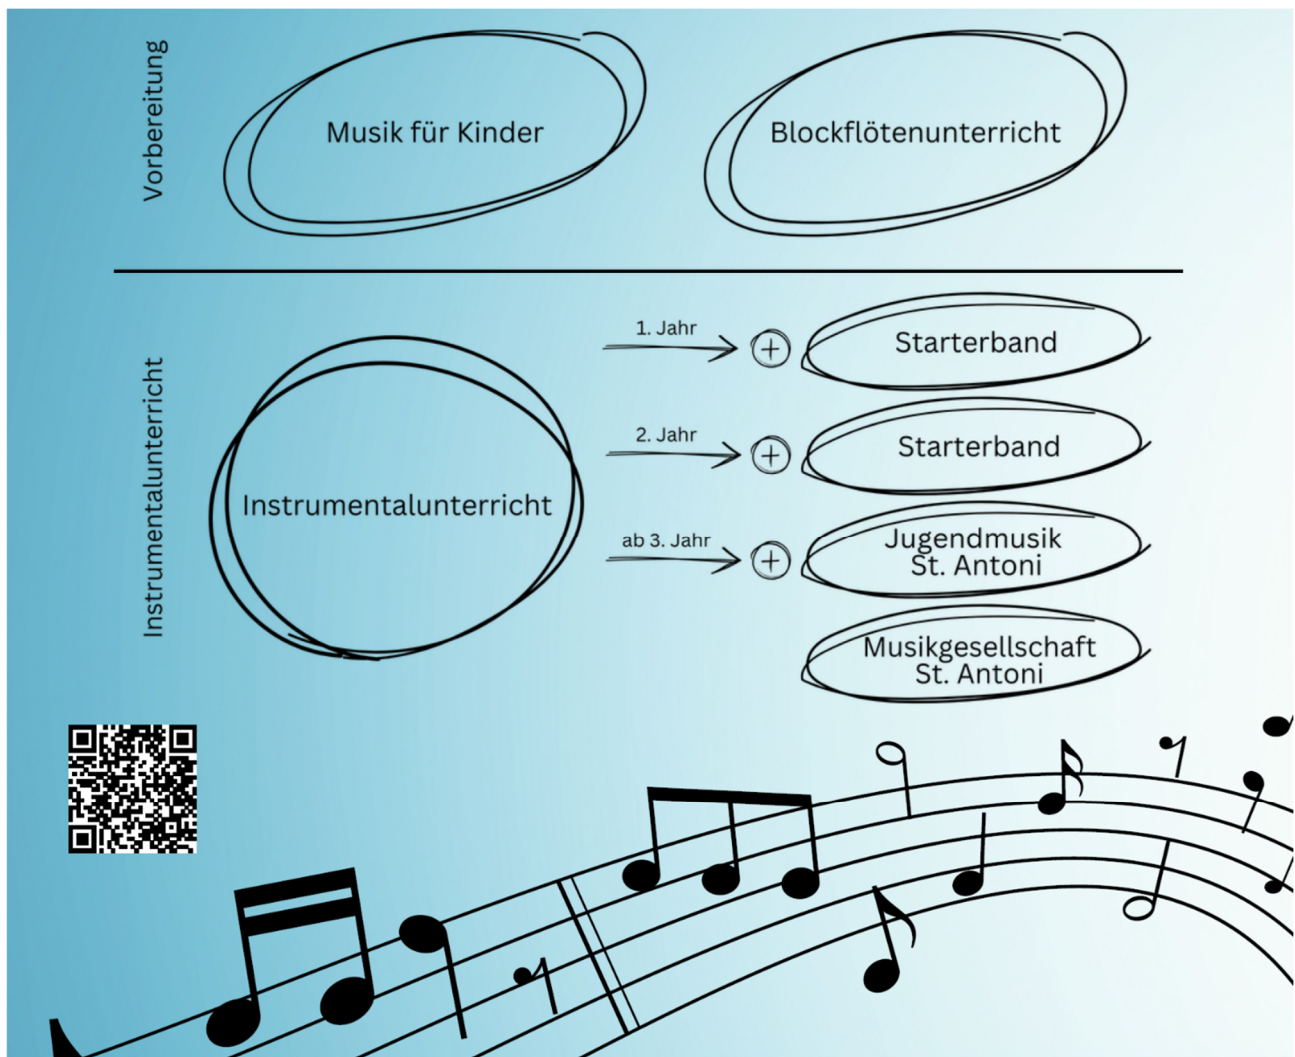 Vorbereitung
Musik für Kinder
Blockflötenunterricht
Instrumentalunterricht
Instrumentalunterricht
1. Jahr
+
Starterband
2. Jahr
+
Starterband
ab 3. Jahr
+
Jugendmusik
St. Antoni
Musikgesellschaft
St. Antoni